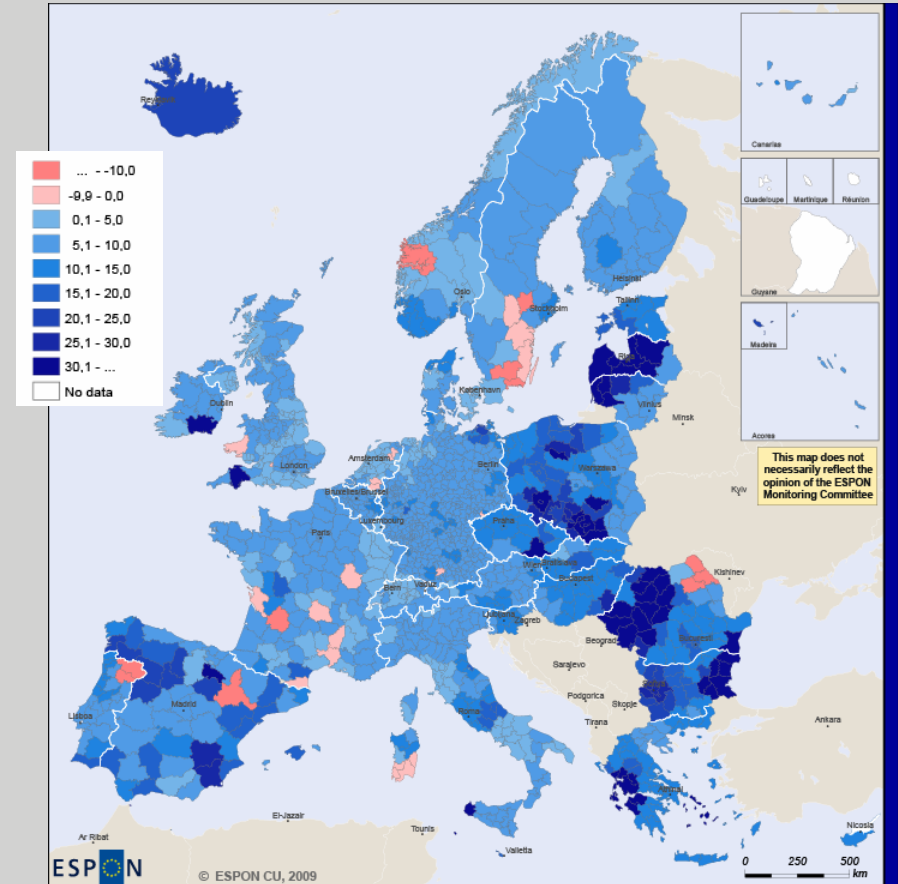 Reykjavik
... - -10,0
-9,9 - 0,0
0,1 - 5,0
5,1 - 10,0
10,1 - 15,0
15,1 - 20,0
20,1 - 25,0
25,1 - 30,0
30,1 - ...
No data
Canarias
Guadeloupe Martinique Réunion
Guyane
Madeira
Acores
This map does not
necessarily reflect the
opinion of the ESPON
Monitoring Committee
Helsinki
Oslo
Tallinn
Stockholm
Riga
København
Vilnius
Dublin
Minsk
Amsterdam
London
Berlin
Warszawa
Kyiv
Bruxelles/Brussel
Praha
Luxembourg
Paris
Wien
Bratislava
Kishinev
Budapest
Bern
Vaduz
Ljubljana
Zagreb
Beograd
Bucuresti
Sarajevo
Sofia
Podgorica
Skopje
Madrid
Roma
Tirana
Lisboa
Ankara
Athinai
El-Jazair
Tounis
Ar Ribat
Valletta
Nicosia
0 250 500
km
ESPON
© ESPON CU, 2009